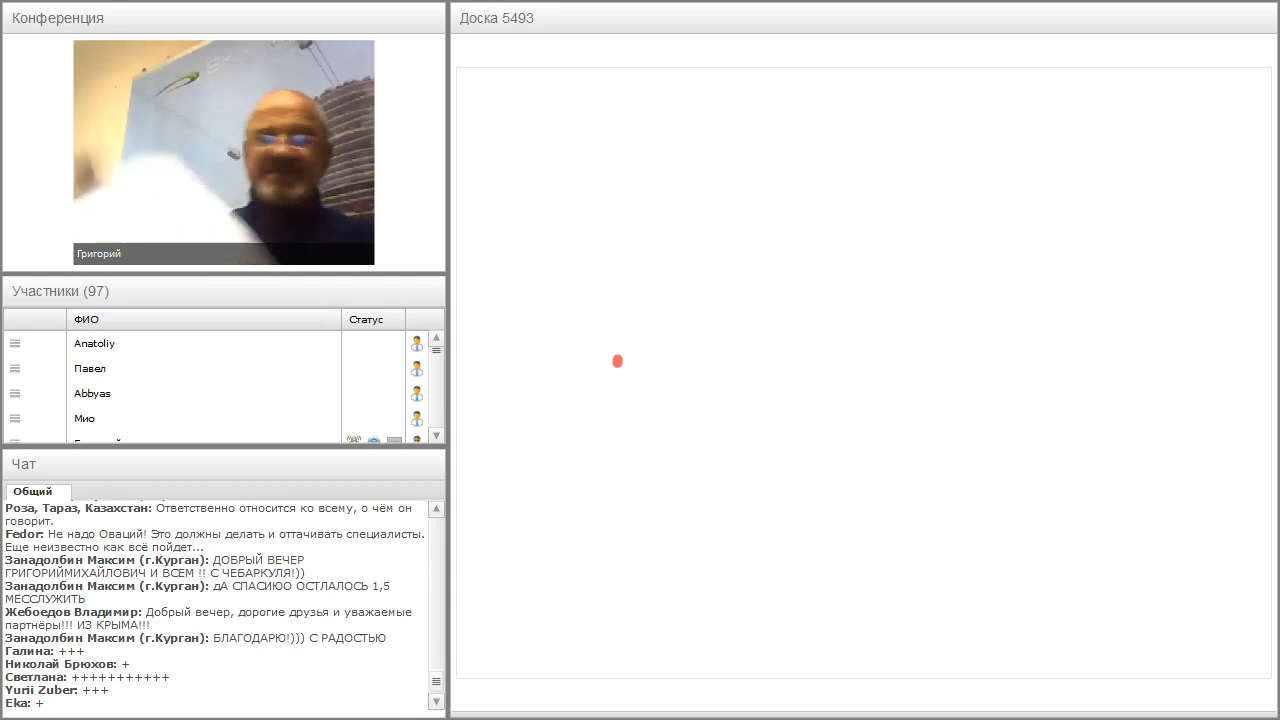 Конференция
Григорий
Участники (97)
ФИО
Статус
Anatoliy
Павел
Abbyas
Мио
Чат
Общий
Роза, Тараз, Казахстан: Ответственно относится ко всему, о чём он
говорит.
Fedor: Не надо Оваций! Это должны делать и оттачивать специалисты.
Еще неизвестно как всё пойдет...
Занадолбин Максим (г.Курган): ДОБРЫЙ ВЕЧЕР
ГРИГОРИЙМИХАЙЛОВИЧ И ВСЕМ !! С ЧЕБАРКУЛЯ!))
Занадолбин Максим (г.Курган): дА СПАСИЮО ОСТЛАЛОСЬ 1,5
МЕССЛУЖИТЬ
Жебоедов Владимир: Добрый вечер, дорогие друзья и уважаемые
партнёры!!! ИЗ КРЫМА!!!
Занадолбин Максим (г.Курган): БЛАГОДАРЮ!))) С РАДОСТЬЮ
Галина: +++
Николай Брюхов: +
Светлана: +++++++++++
Yurii Zuber: +++
Eka: +
Доска 5493